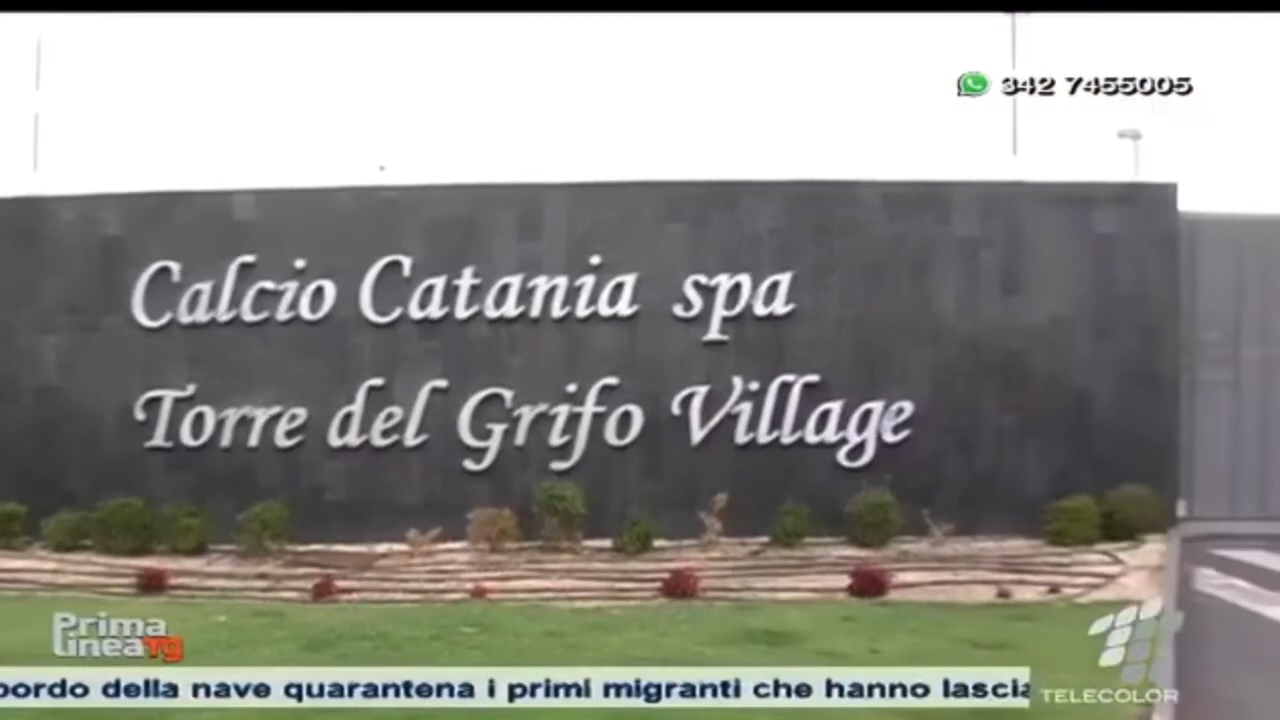 342 7455005
Calcio Catania spa
Torre del Grifo Village
Prima
Linea TG
bordo della nave quarantena i primi migranti che hanno lascia
TELECOLOR